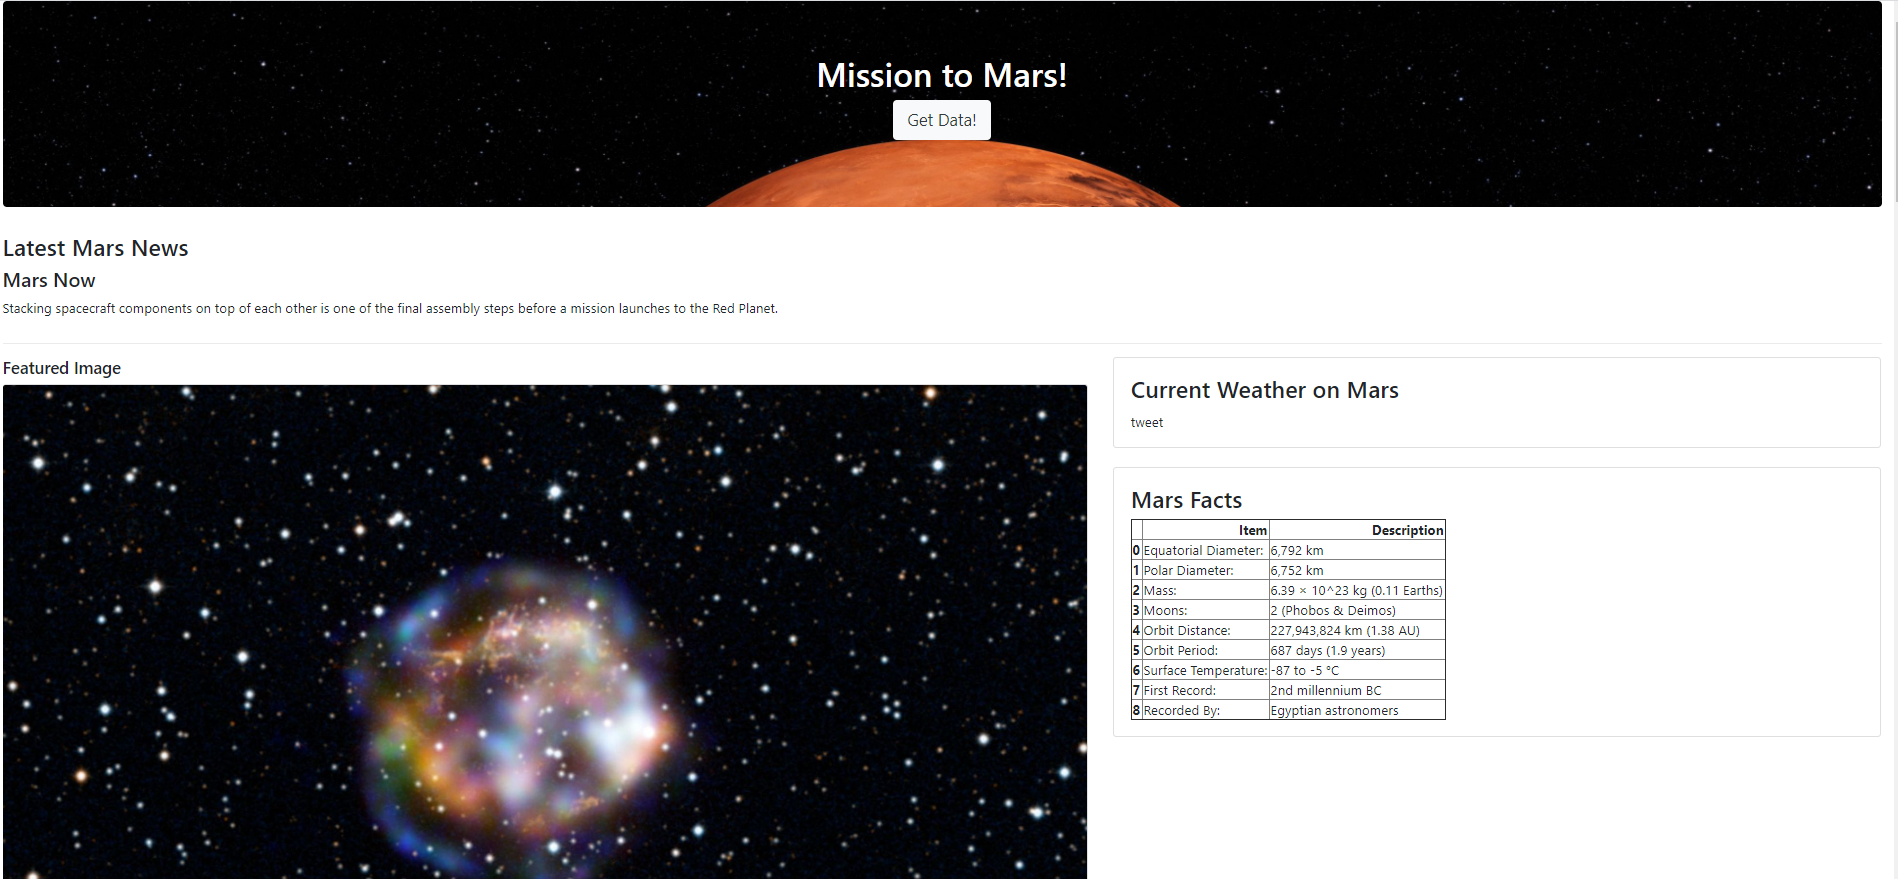 Mission to Mars!
Get Data!
Latest Mars News
Mars Now
Stacking spacecraft components on top of each other is one of the final assembly steps before a mission launches to the Red Planet.
Featured Image
Current Weather on Mars
tweet
Mars Facts
Item Description
0 Equatorial Diameter: 6,792 km
1 Polar Diameter: 6,752 km
2 Mass: 6.39 × 10^23 kg (0.11 Earths)
3 Moons: 2 (Phobos & Deimos)
4 Orbit Distance: 227,943,824 km (1.38 AU)
5 Orbit Period: 687 days (1.9 years)
6 Surface Temperature: -87 to -5 °C
7 First Record: 2nd millennium BC
8 Recorded By: Egyptian astronomers